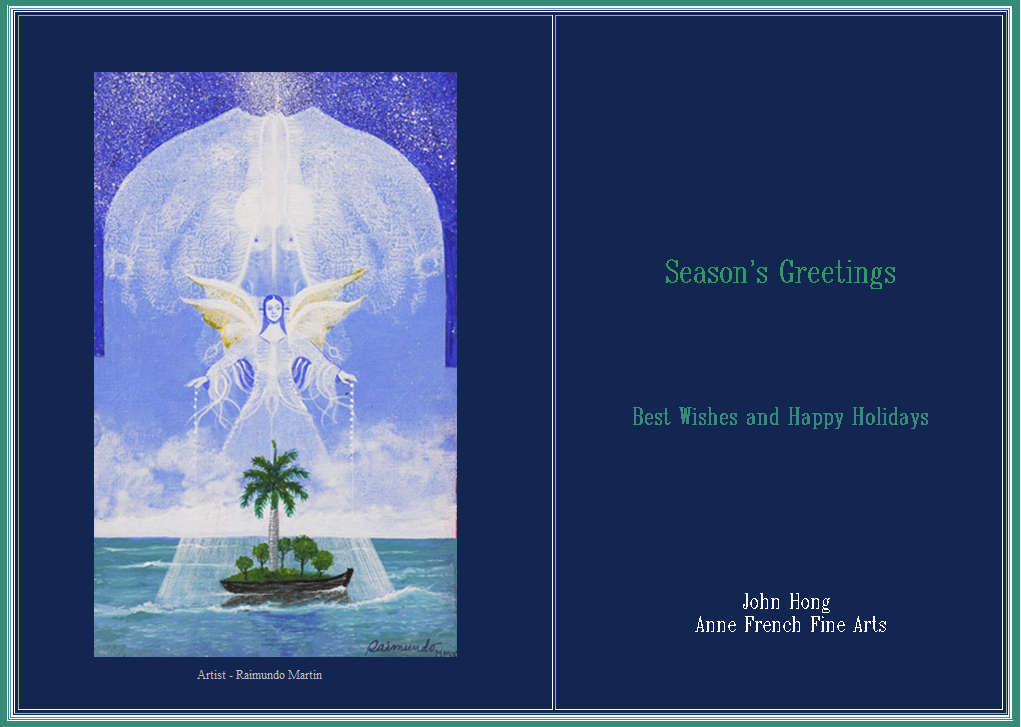 Raimundo
Artist - Raimundo Martin
Season's Greetings
Best Wishes and Happy Holidays
John Hong
Anne French Fine Arts